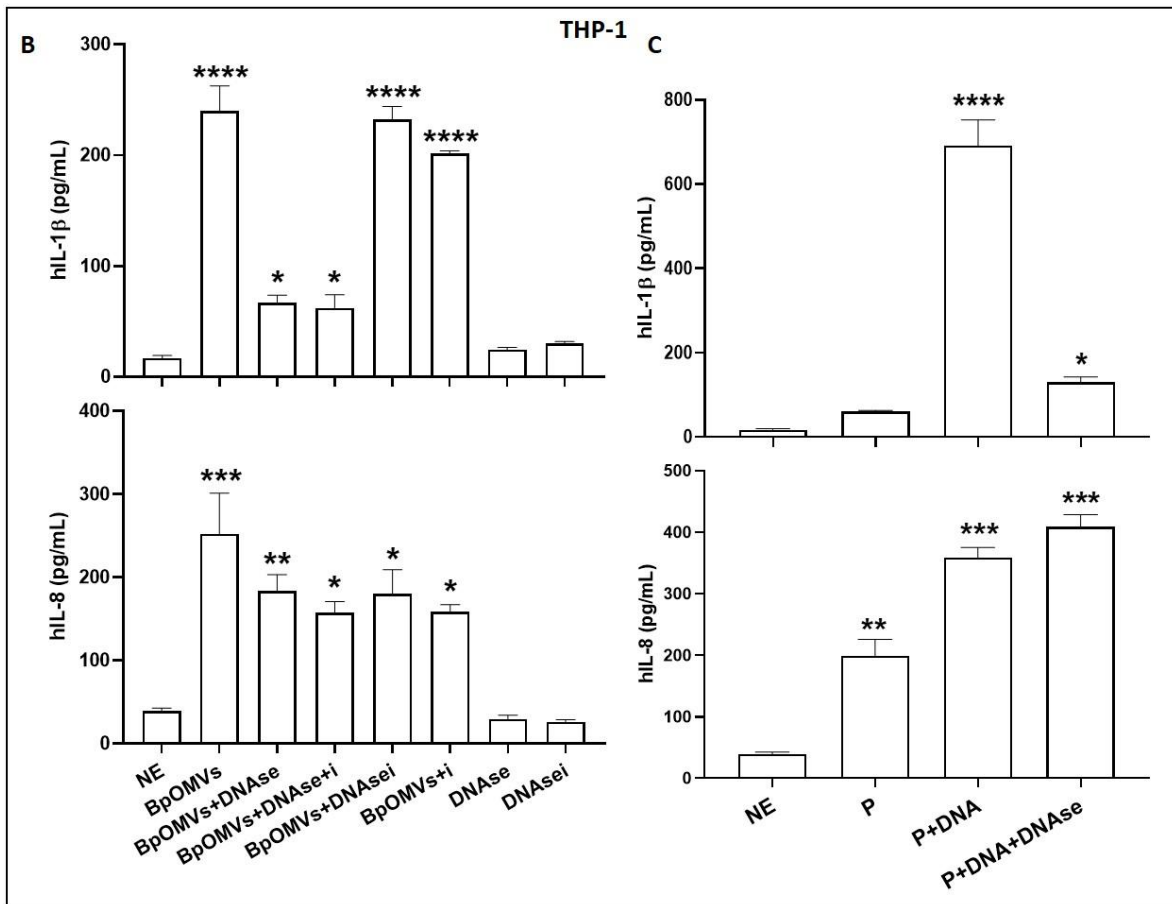 THP-1
B
300
200
100
0
hIL-1β (pg/mL)
****
*
*
****
****
400
300
200
100
0
hIL-8 (pg/mL)
***
**
*
*
*
NE
BpOMVs
BpOMVs+DNAse
BpOMVs+DNAse+i
BpOMVs+DNAsei
BpOMVs+i
DNAse
DNAsei
C
800
600
400
200
0
hIL-1β (pg/mL)
****
*
500
400
300
200
100
0
hIL-8 (pg/mL)
**
***
***
NE
P
P+DNA
P+DNA+DNAse